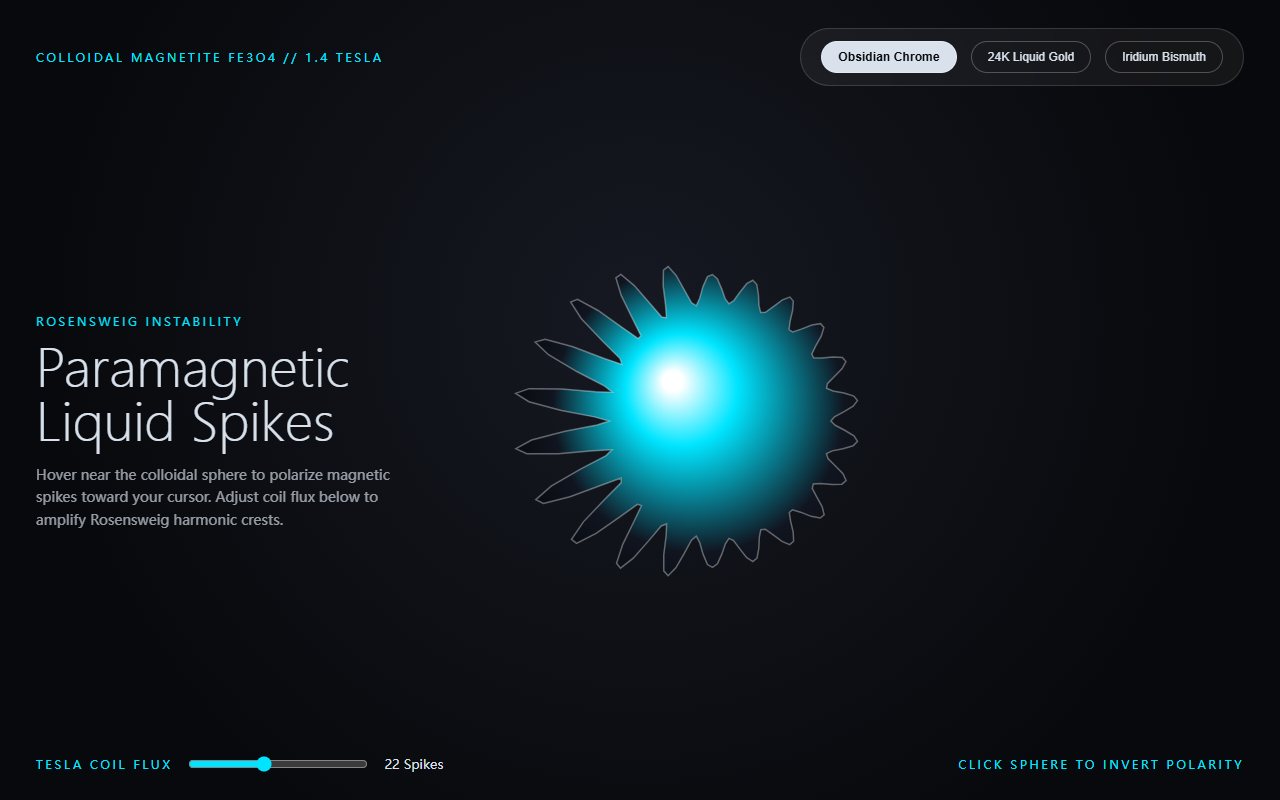 COLLOIDAL MAGNETITE FE3O4 // 1.4 TESLA
Obsidian Chrome
24K Liquid Gold
Iridium Bismuth
ROSENSWEIG INSTABILITY
Paramagnetic
Liquid Spikes
Hover near the colloidal sphere to polarize magnetic
spikes toward your cursor. Adjust coil flux below to
amplify Rosensweig harmonic crests.
TESLA COIL FLUX
22 Spikes
CLICK SPHERE TO INVERT POLARITY